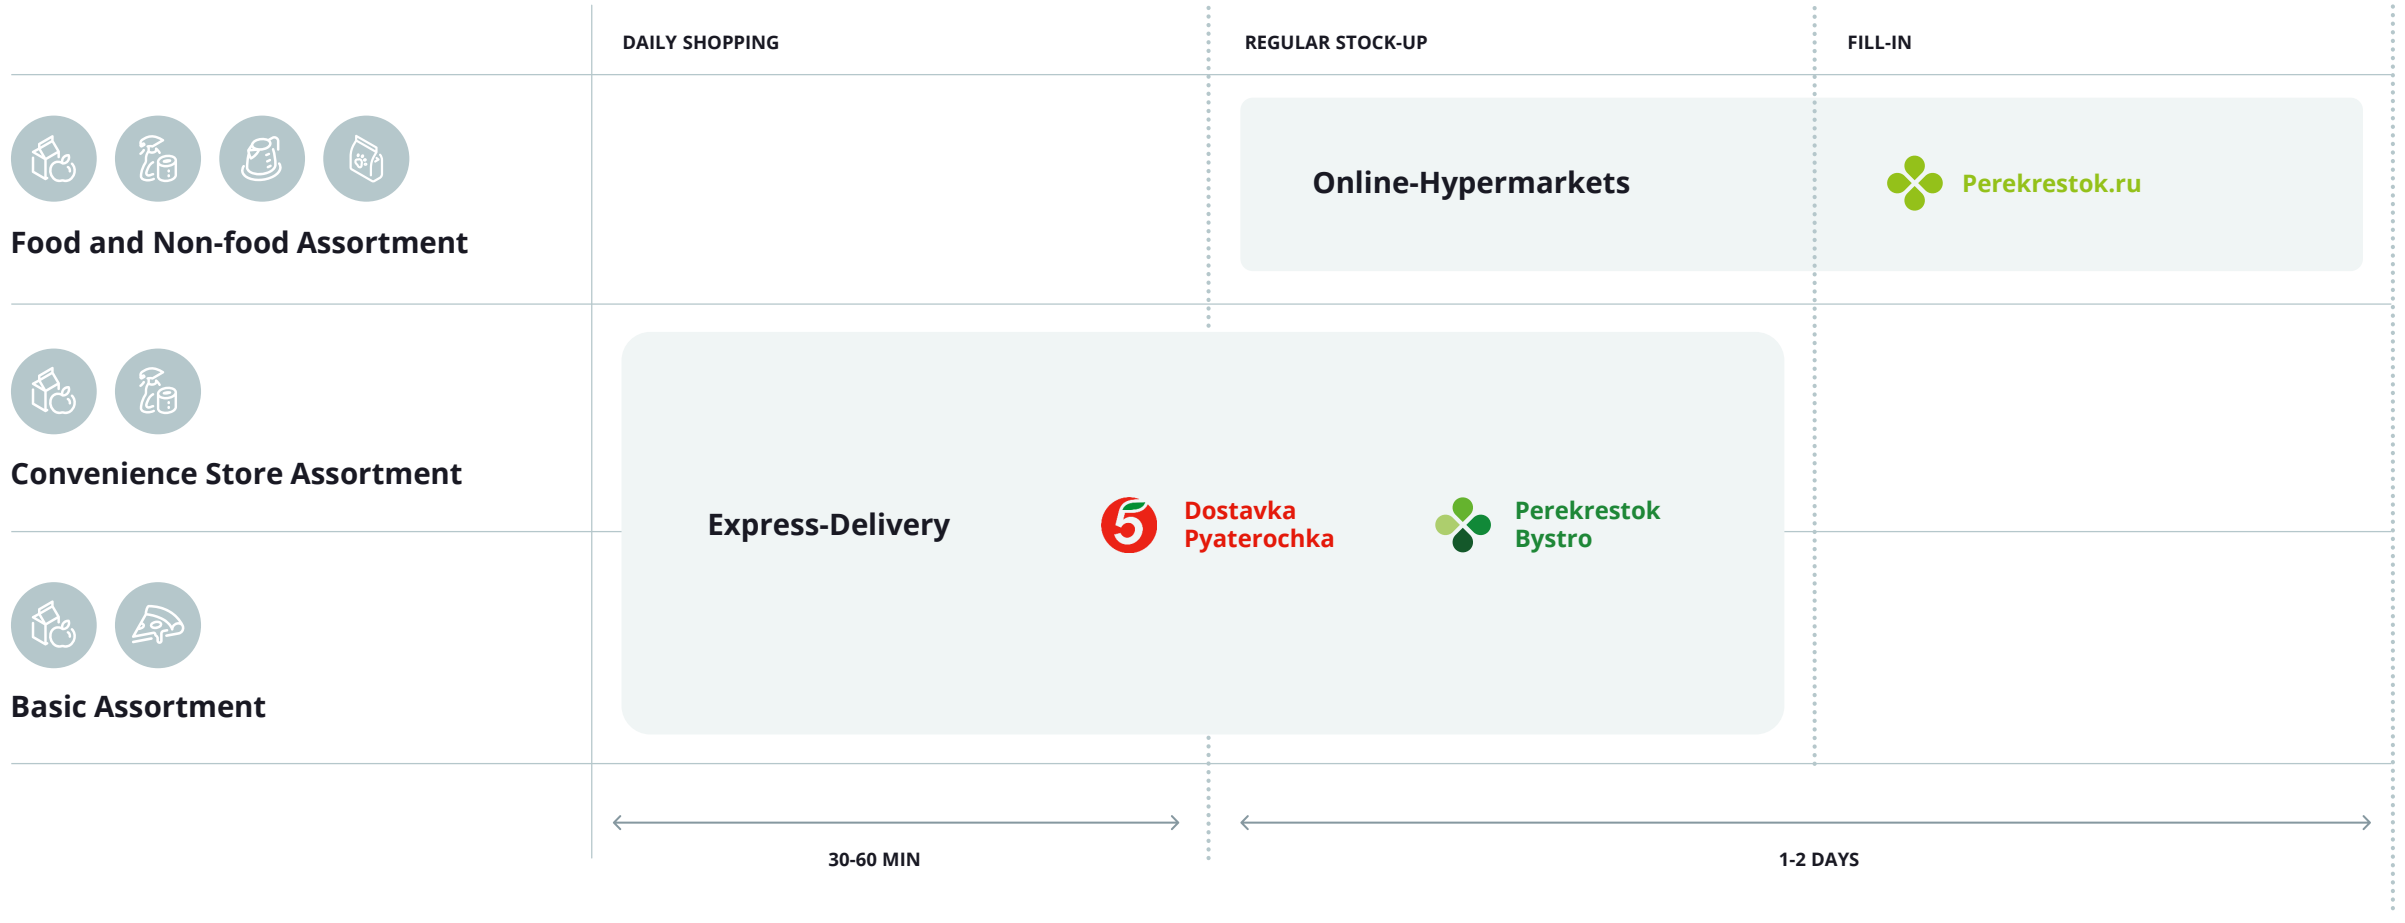 DAILY SHOPPING
REGULAR STOCK-UP
FILL-IN
Food and Non-food Assortment
Online-Hypermarkets
Perekrestok.ru
Convenience Store Assortment
Express-Delivery
5
Dostavka
Pyaterochka
Perekrestok
Bystro
Basic Assortment
30-60 MIN
1-2 DAYS